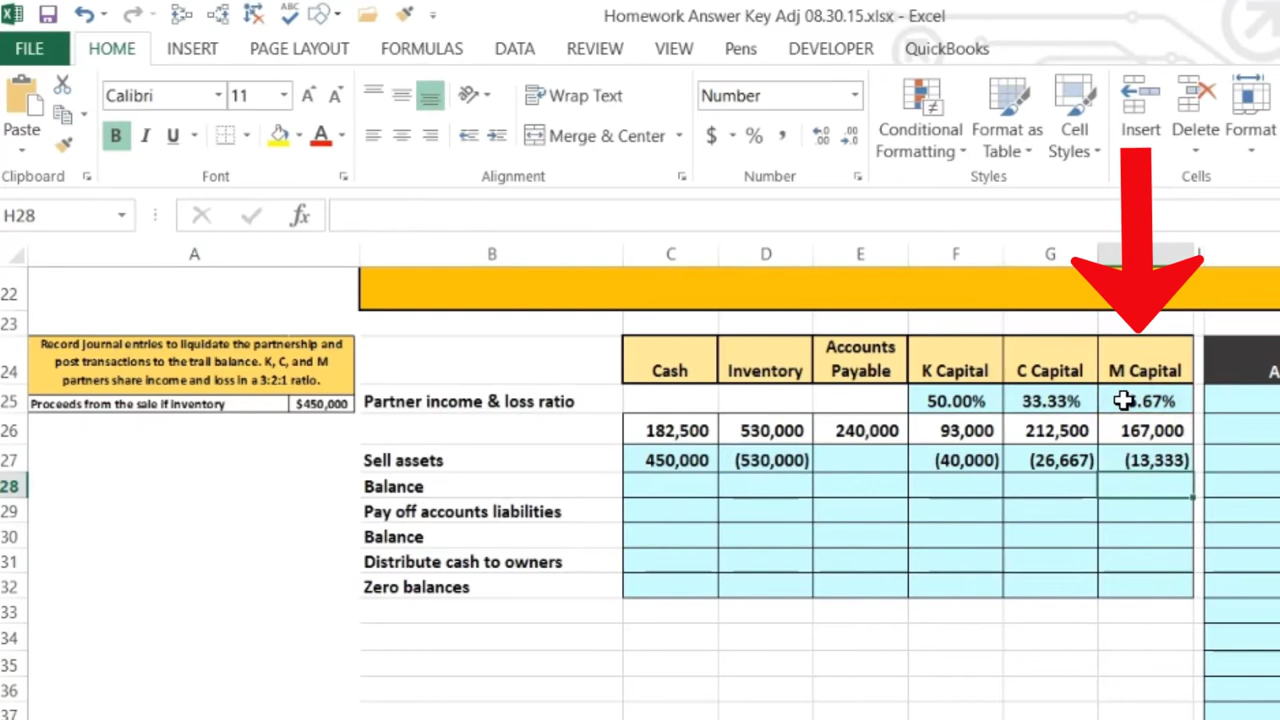 Homework Answer Key Adj 08.30.15.xlsx - Excel
FILE HOME INSERT PAGE LAYOUT FORMULAS DATA REVIEW VIEW Pens DEVELOPER QuickBooks
Calibri 11 Wrap Text Number
Paste Merge & Center Conditional Formatting Format as Table Cell Styles Insert Delete Format
Clipboard Font Alignment Number Styles Cells
H28
A B C D E F G
22
23
24 Record journal entries to liquidate the partnership and
post transactions to the trail balance. K, C, and M
partners share income and loss in a 3:2:1 ratio.
Cash Inventory Accounts Payable K Capital C Capital M Capital A
25 Proceeds from the sale if inventory $450,000 Partner income & loss ratio 50.00% 33.33% .67%
26 182,500 530,000 240,000 93,000 212,500 167,000
27 Sell assets 450,000 (530,000) (40,000) (26,667) (13,333)
28 Balance
29 Pay off accounts liabilities
30 Balance
31 Distribute cash to owners
32 Zero balances
33
34
35
36
37